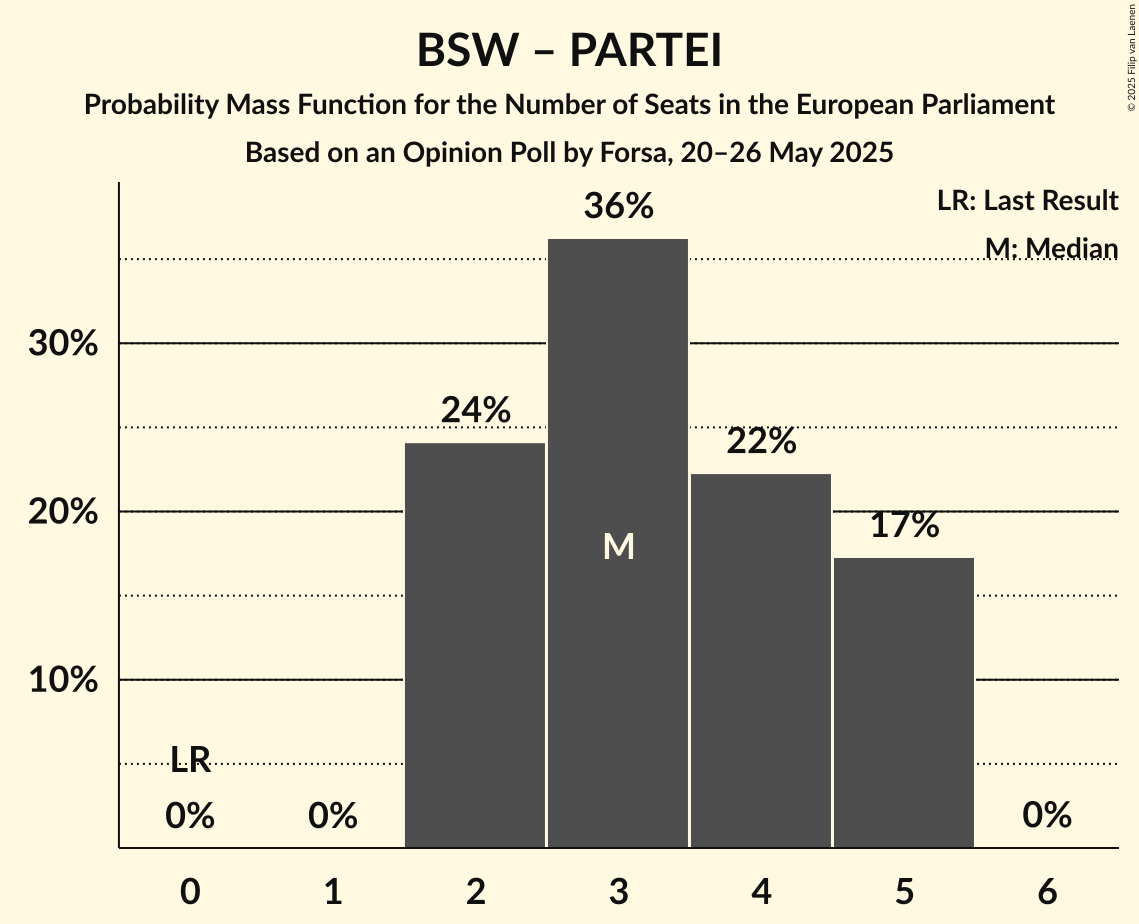 BSW – PARTEI
Probability Mass Function for the Number of Seats in the European Parliament
Based on an Opinion Poll by Forsa, 20–26 May 2025
© 2025 Filip van Laenen
LR: Last Result
M: Median
36%
30%
24%
22%
20%
17%
M
10%
LR
0%
0%
0%
0
1
2
3
4
5
6